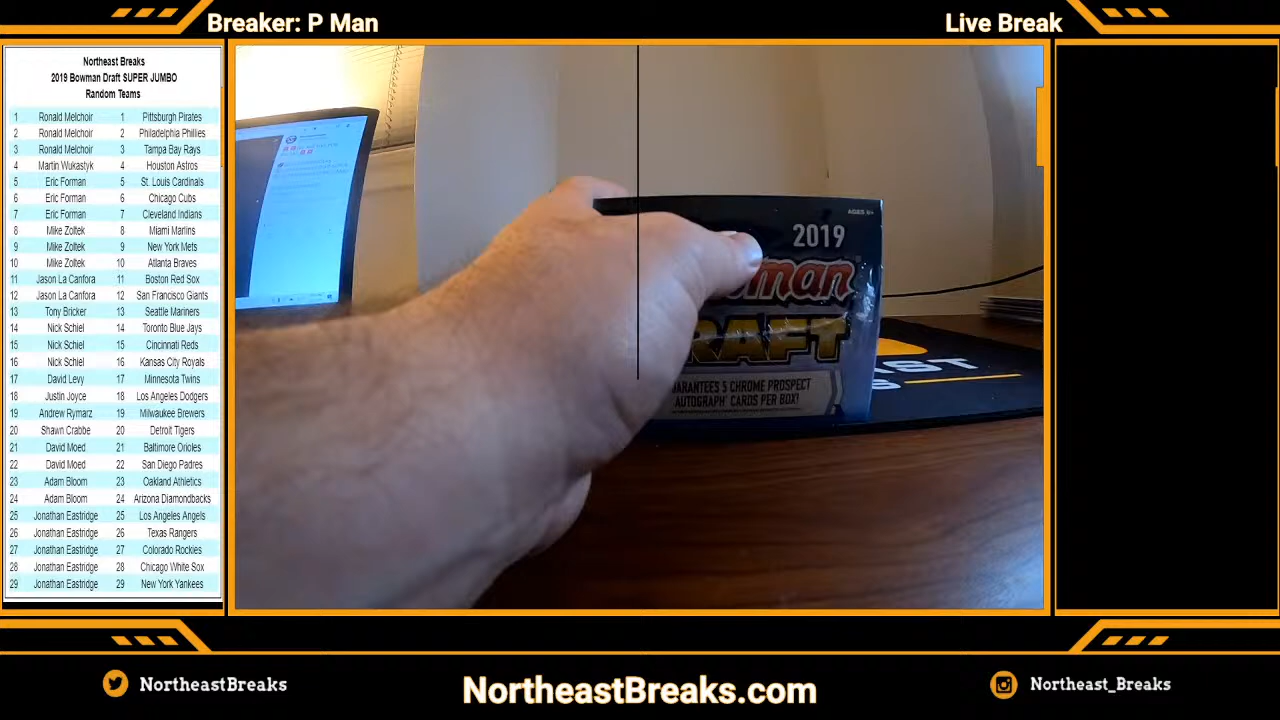 Breaker: P Man
Live Break
Northeast Breaks
2019 Bowman Draft SUPER JUMBO
Random Teams
1 Ronald Melchoir 1 Pittsburgh Pirates
2 Ronald Melchoir 2 Philadelphia Phillies
3 Ronald Melchoir 3 Tampa Bay Rays
4 Martin Wukastyk 4 Houston Astros
5 Eric Forman 5 St. Louis Cardinals
6 Eric Forman 6 Chicago Cubs
7 Eric Forman 7 Cleveland Indians
8 Mike Zoltek 8 Miami Marlins
9 Mike Zoltek 9 New York Mets
10 Mike Zoltek 10 Atlanta Braves
11 Jason La Canfora 11 Boston Red Sox
12 Jason La Canfora 12 San Francisco Giants
13 Tony Bricker 13 Seattle Mariners
14 Nick Schiel 14 Toronto Blue Jays
15 Nick Schiel 15 Cincinnati Reds
16 Nick Schiel 16 Kansas City Royals
17 David Levy 17 Minnesota Twins
18 Justin Joyce 18 Los Angeles Dodgers
19 Andrew Rymarz 19 Milwaukee Brewers
20 Shawn Crabbe 20 Detroit Tigers
21 David Moed 21 Baltimore Orioles
22 David Moed 22 San Diego Padres
23 Adam Bloom 23 Oakland Athletics
24 Adam Bloom 24 Arizona Diamondbacks
25 Jonathan Eastridge 25 Los Angeles Angels
26 Jonathan Eastridge 26 Texas Rangers
27 Jonathan Eastridge 27 Colorado Rockies
28 Jonathan Eastridge 28 Chicago White Sox
29 Jonathan Eastridge 29 New York Yankees
2019
man
RAFT
ARANTEES 5 CHROME PROSPECT
AUTOGRAPH CARDS PER BOX!
ST
NortheastBreaks
NortheastBreaks.com
Northeast_Breaks